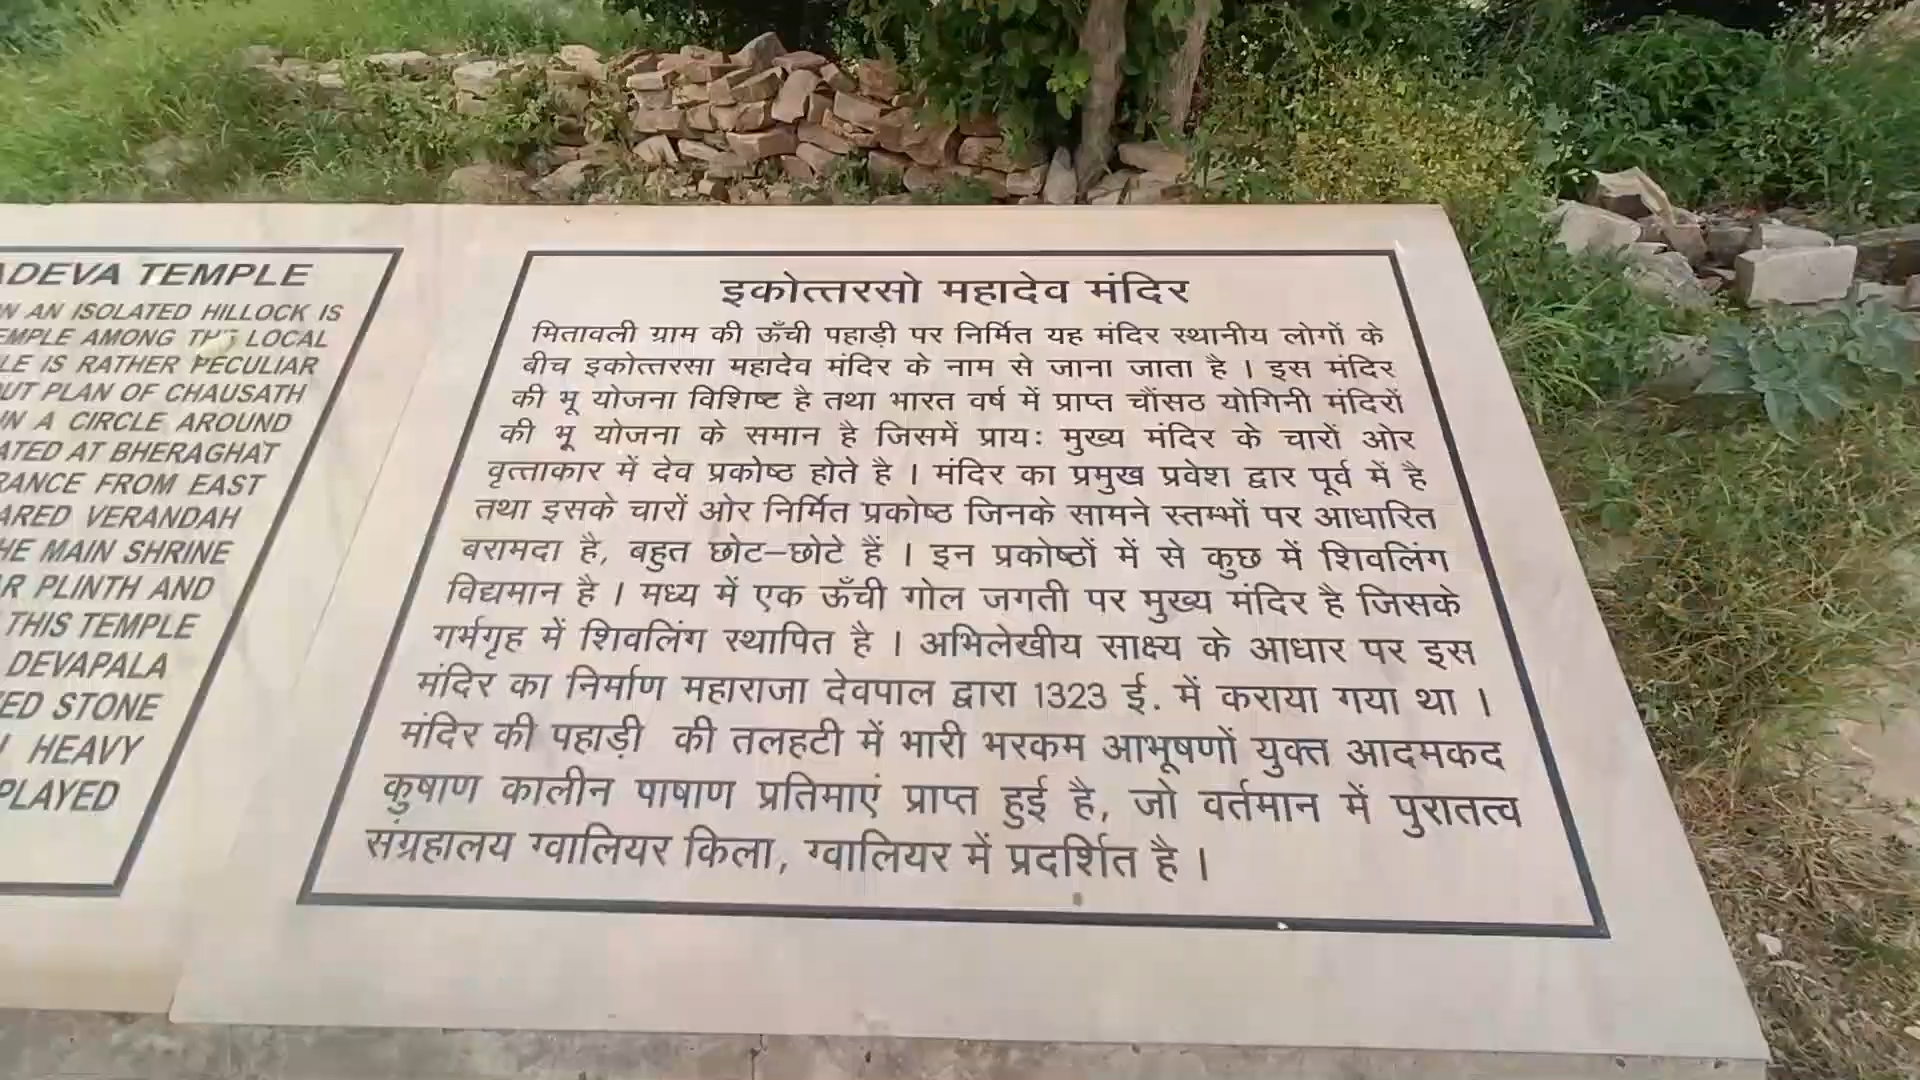 ADEVA TEMPLE
N AN ISOLATED HILLOCK IS
EMPLE AMONG THE LOCAL
LE IS RATHER PECULIAR
UT PLAN OF CHAUSATH
IN A CIRCLE AROUND
ATED AT BHERAGHAT
RANCE FROM EAST
ARED VERANDAH
HE MAIN SHRINE
R PLINTH AND
THIS TEMPLE
DEVAPALA
ED STONE
HEAVY
PLAYED
इकोत्तरसो महादेव मंदिर
मितावली ग्राम की ऊँची पहाड़ी पर निर्मित यह मंदिर स्थानीय लोगों के
बीच इकोत्तरसा महादेव मंदिर के नाम से जाना जाता है । इस मंदिर
की भू योजना विशिष्ट है तथा भारत वर्ष में प्राप्त चौंसठ योगिनी मंदिरों
की भू योजना के समान है जिसमें प्रायः मुख्य मंदिर के चारों ओर
वृत्ताकार में देव प्रकोष्ठ होते है । मंदिर का प्रमुख प्रवेश द्वार पूर्व में है
तथा इसके चारों ओर निर्मित प्रकोष्ठ जिनके सामने स्तम्भों पर आधारित
बरामदा है, बहुत छोट–छोटे हैं । इन प्रकोष्ठों में से कुछ में शिवलिंग
विद्यमान है । मध्य में एक ऊँची गोल जगती पर मुख्य मंदिर है जिसके
गर्भगृह में शिवलिंग स्थापित है । अभिलेखीय साक्ष्य के आधार पर इस
मंदिर का निर्माण महाराजा देवपाल द्वारा 1323 ई. में कराया गया था ।
मंदिर की पहाड़ी की तलहटी में भारी भरकम आभूषणों युक्त आदमकद
कुषाण कालीन पाषाण प्रतिमाएं प्राप्त हुई है, जो वर्तमान में पुरातत्व
संग्रहालय ग्वालियर किला, ग्वालियर में प्रदर्शित है ।